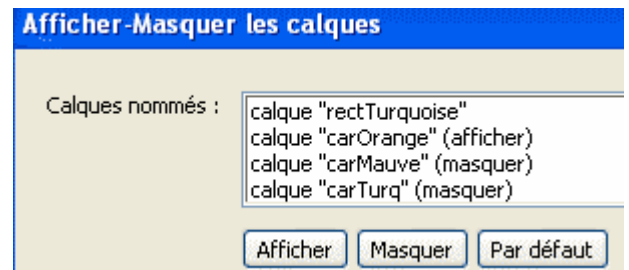 Afficher-Masquer les calques
Calques nommés :
calque "rectTurquoise"
calque "carOrange" (afficher)
calque "carMauve" (masquer)
calque "carTurq" (masquer)
Afficher Masquer Par défaut